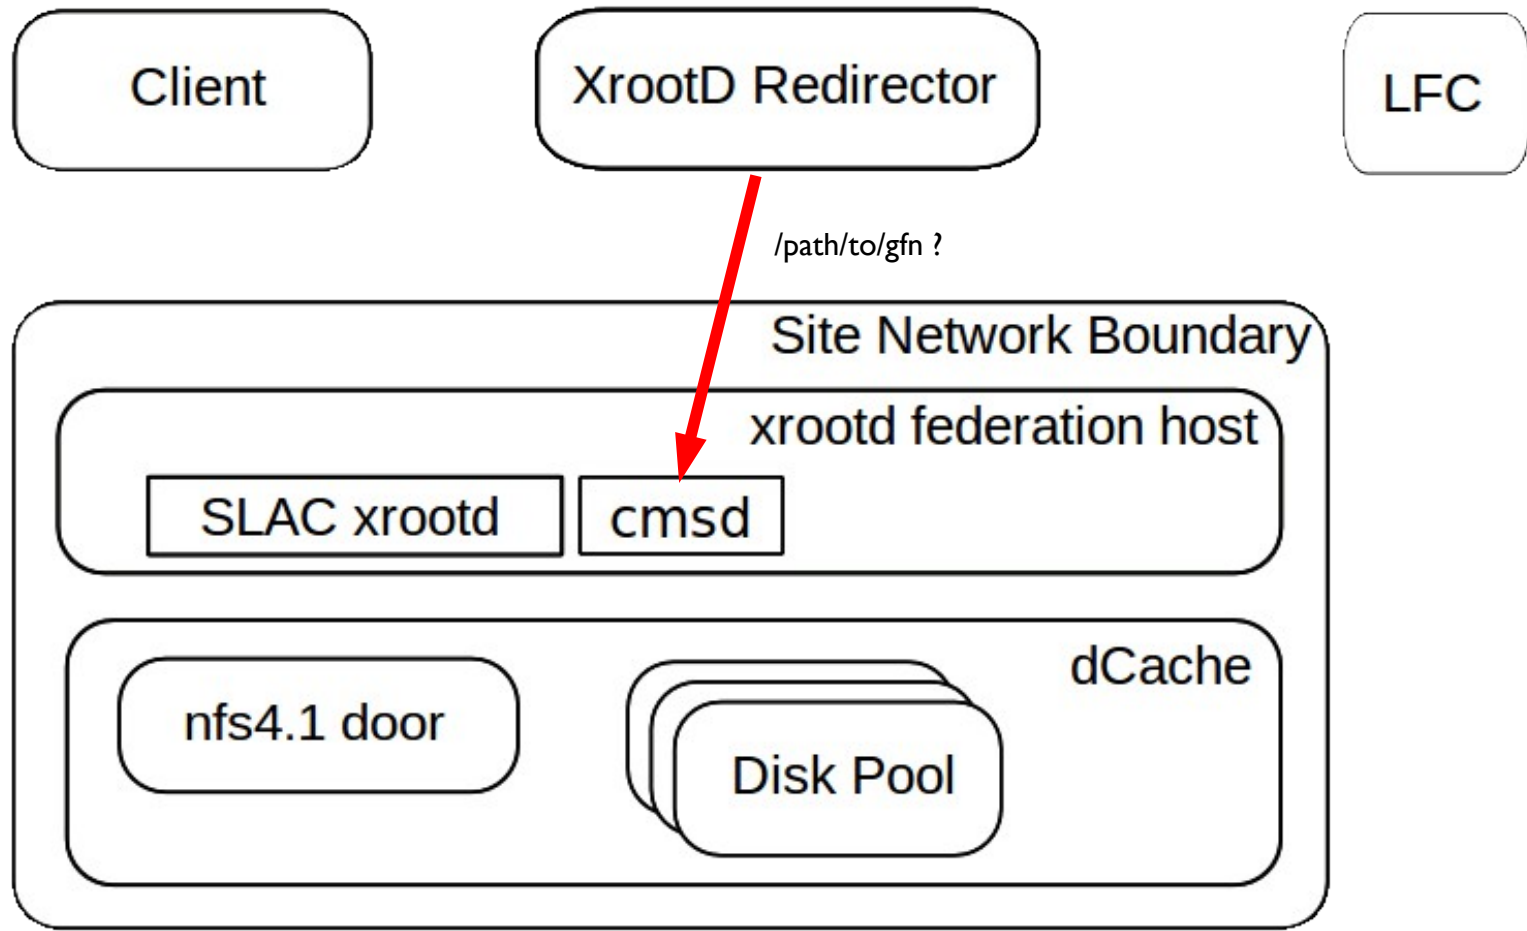 Client
XrootD Redirector
LFC
/path/to/gfn ?
Site Network Boundary
xrootd federation host
SLAC xrootd
cmsd
dCache
nfs4.1 door
Disk Pool